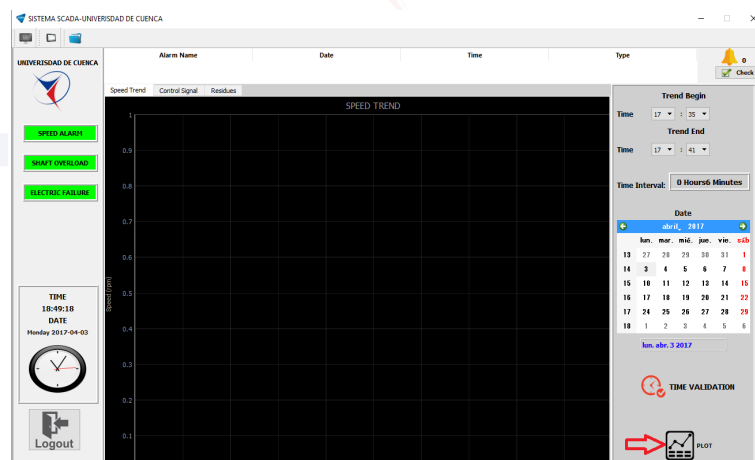 SISTEMA SCADA-UNIVERISDAD DE CUENCA
Alarm Name Date Time Type
0
Check
UNIVERISDAD DE CUENCA
SPEED ALARM
SHAFT OVERLOAD
ELECTRIC FAILURE
TIME
18:49:18
DATE
Monday 2017-04-03
Logout
Speed Trend Control Signal Residues
SPEED TREND
1
0.9
0.8
0.7
0.6
0.5
0.4
0.3
0.2
0.1
Speed (rpm)
Trend Begin
Time 17 : 35
Trend End
Time 17 : 41
Time Interval: 0 Hours6 Minutes
Date
abril, 2017
lun. mar. mié. jue. vie. sáb
13 27 28 29 30 31 1
14 3 4 5 6 7 8
15 10 11 12 13 14 15
16 17 18 19 20 21 22
17 24 25 26 27 28 29
18 1 2 3 4 5 6
lun. abr. 3 2017
TIME VALIDATION
PLOT